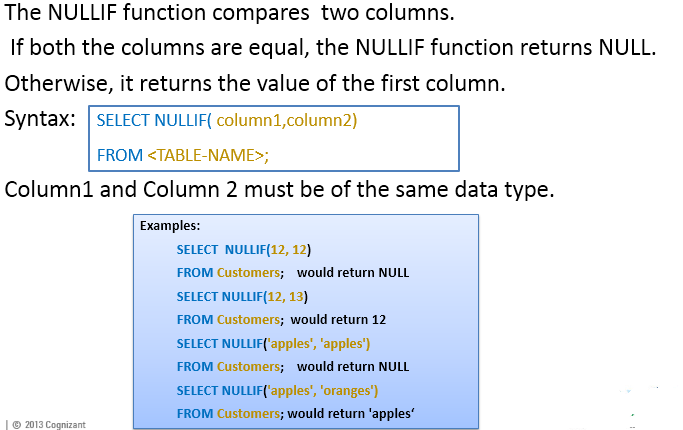 The NULLIF function compares two columns.
If both the columns are equal, the NULLIF function returns NULL.
Otherwise, it returns the value of the first column.
Syntax: SELECT NULLIF( column1,column2)
FROM <TABLE-NAME>;
Column1 and Column 2 must be of the same data type.
Examples:
SELECT NULLIF(12, 12)
FROM Customers; would return NULL
SELECT NULLIF(12, 13)
FROM Customers; would return 12
SELECT NULLIF('apples', 'apples')
FROM Customers; would return NULL
SELECT NULLIF('apples', 'oranges')
FROM Customers; would return 'apples‘
| © 2013 Cognizant